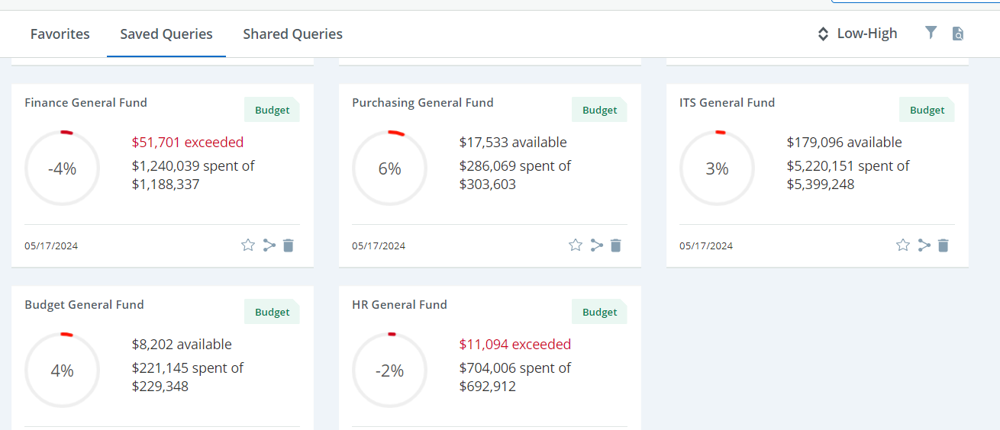 Favorites
Saved Queries
Shared Queries
Low-High
Finance General Fund
Budget
-4%
$51,701 exceeded
$1,240,039 spent of
$1,188,337
05/17/2024
Purchasing General Fund
Budget
6%
$17,533 available
$286,069 spent of
$303,603
05/17/2024
ITS General Fund
Budget
3%
$179,096 available
$5,220,151 spent of
$5,399,248
05/17/2024
Budget General Fund
Budget
4%
$8,202 available
$221,145 spent of
$229,348
HR General Fund
Budget
-2%
$11,094 exceeded
$704,006 spent of
$692,912